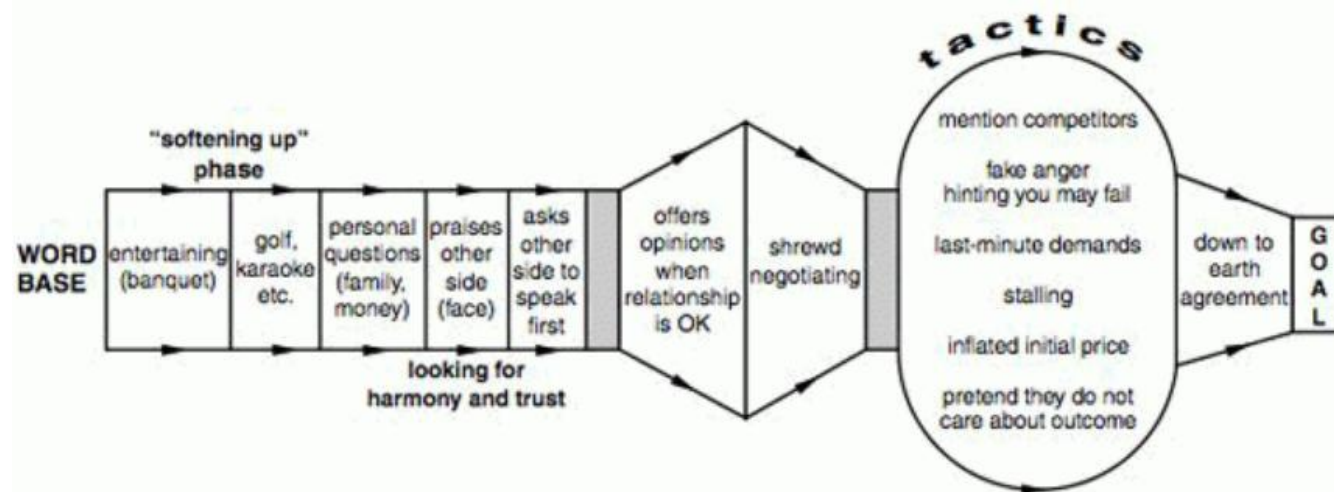 tactics
"softening up"
phase
WORD
BASE
entertaining
(banquet)
golf,
karaoke
etc.
personal
questions
(family,
money)
praises
other
side
(face)
asks
other
side to
speak
first
looking for
harmony and trust
offers
opinions
when
relationship
is OK
shrewd
negotiating
mention competitors
fake anger
hinting you may fail
last-minute demands
stalling
inflated initial price
pretend they do not
care about outcome
down to
earth
agreement
GOAL